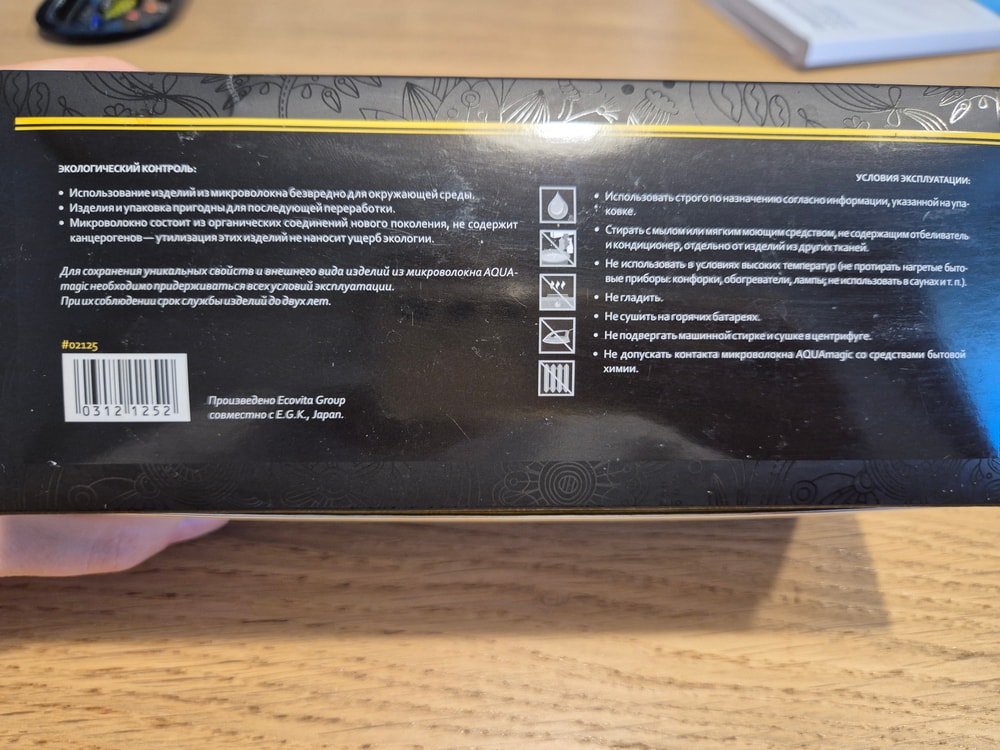 ЭКОЛОГИЧЕСКИЙ КОНТРОЛЬ:
• Использование изделий из микроволокна безвредно для окружающей среды.
• Изделия и упаковка пригодны для последующей переработки.
• Микроволокно состоит из органических соединений нового поколения, не содержит
канцерогенов — утилизация этих изделий не наносит ущерб экологии.
Для сохранения уникальных свойств и внешнего вида изделий из микроволокна AQUA-
magic необходимо придерживаться всех условий эксплуатации.
При их соблюдении срок службы изделий до двух лет.
#02125
03121252
Произведено Ecovita Group
совместно с E.G.K., Japan.
УСЛОВИЯ ЭКСПЛУАТАЦИИ:
• Использовать строго по назначению согласно информации, указанной на упа-
ковке.
• Стирать с мылом или мягким моющим средством, не содержащим отбеливатель
и кондиционер, отдельно от изделий из других тканей.
• Не использовать в условиях высоких температур (не протирать нагретые быто-
вые приборы: конфорки, обогреватели, лампы; не использовать в саунах и т. п.).
• Не гладить.
• Не сушить на горячих батареях.
• Не подвергать машинной стирке и сушке в центрифуге.
• Не допускать контакта микроволокна AQUAmagic со средствами бытовой
химии.